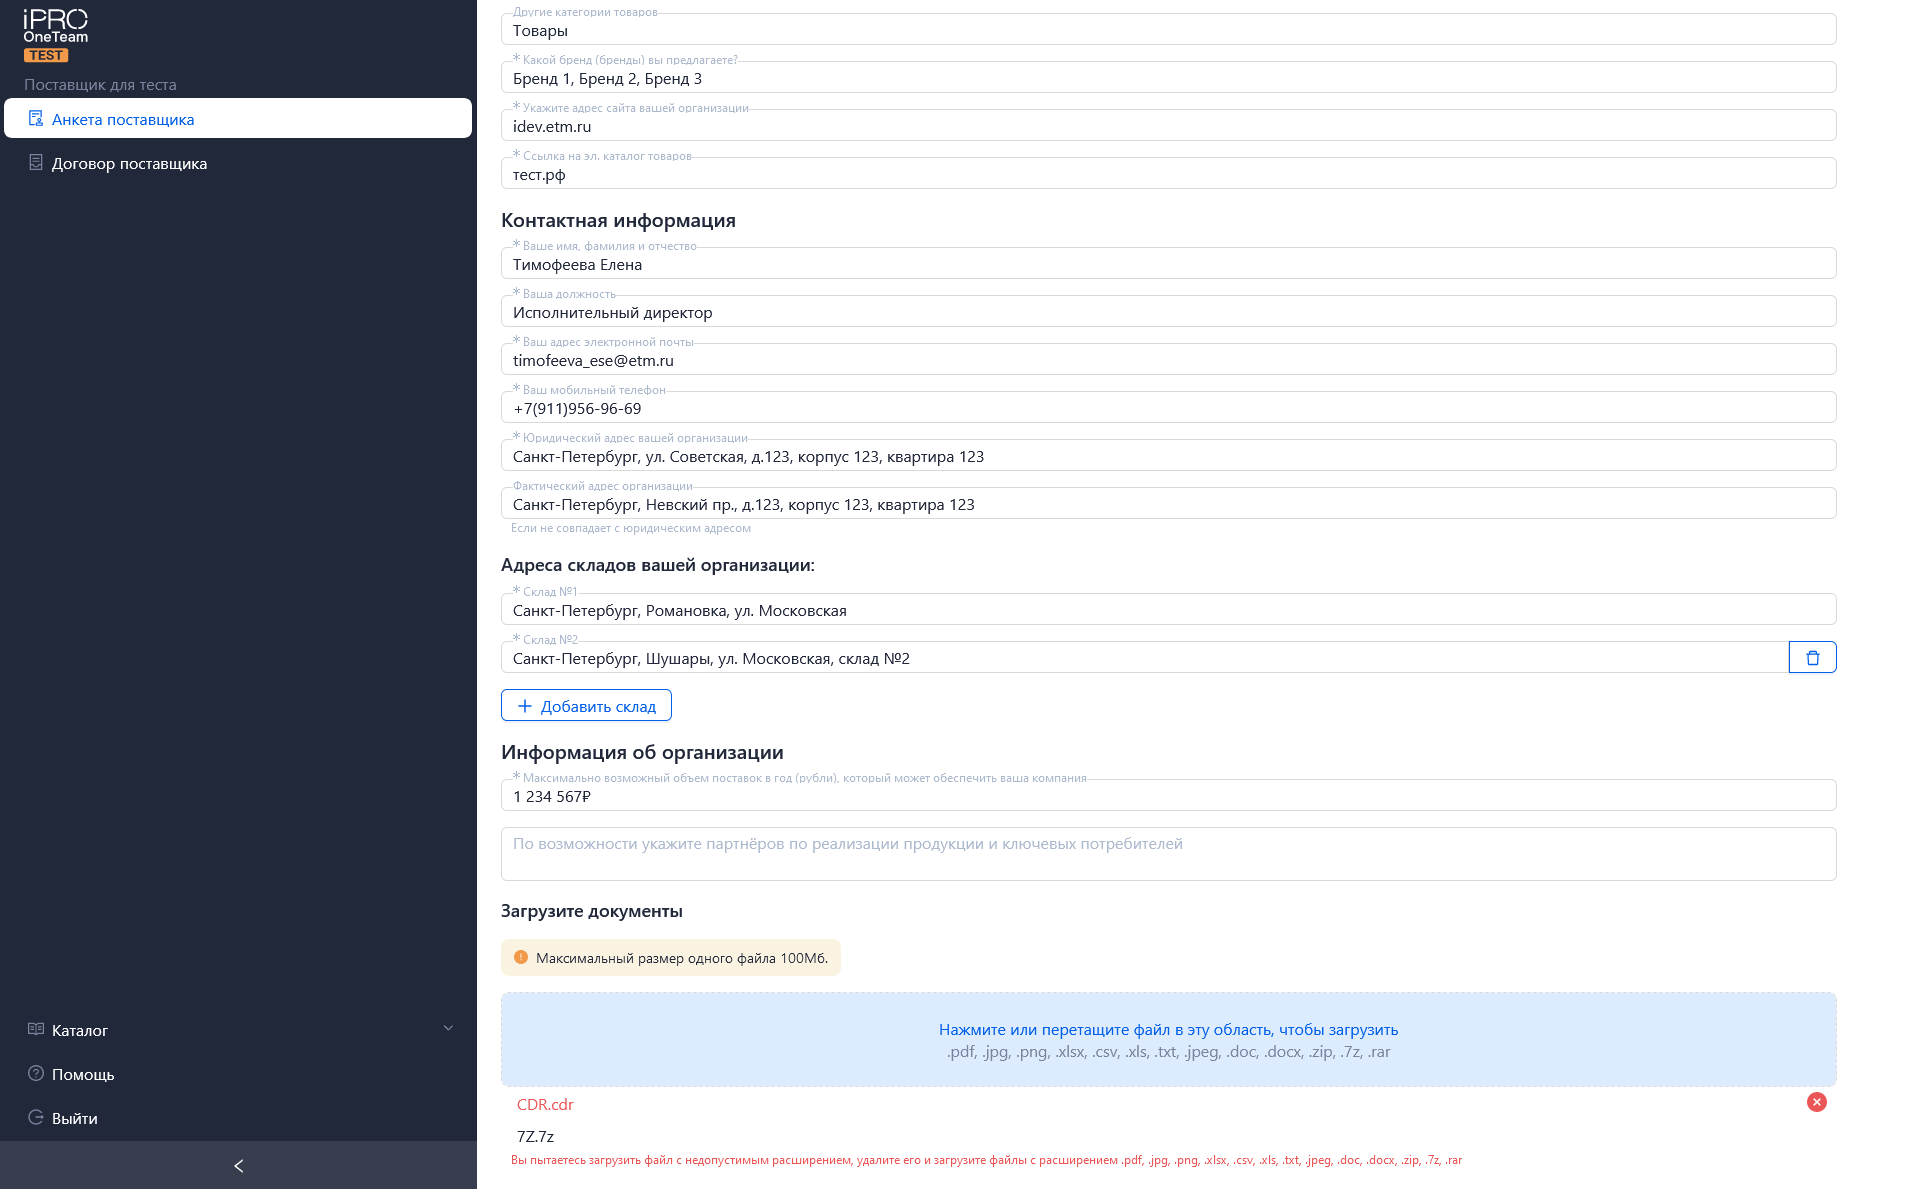 iPRO
OneTeam
TEST
Поставщик для теста
Анкета поставщика
Договор поставщика
Каталог
Помощь
Выйти
Другие категории товаров
Товары
* Какой бренд (бренды) вы предлагаете?
Бренд 1, Бренд 2, Бренд 3
* Укажите адрес сайта вашей организации
idev.etm.ru
* Ссылка на эл. каталог товаров
тест.рф
Контактная информация
* Ваше имя, фамилия и отчество
Тимофеева Елена
* Ваша должность
Исполнительный директор
* Ваш адрес электронной почты
timofeeva_ese@etm.ru
* Ваш мобильный телефон
+7(911)956-96-69
* Юридический адрес вашей организации
Санкт-Петербург, ул. Советская, д.123, корпус 123, квартира 123
Фактический адрес организации
Санкт-Петербург, Невский пр., д.123, корпус 123, квартира 123
Если не совпадает с юридическим адресом
Адреса складов вашей организации:
* Склад №1
Санкт-Петербург, Романовка, ул. Московская
* Склад №2
Санкт-Петербург, Шушары, ул. Московская, склад №2
Добавить склад
Информация об организации
* Максимально возможный объем поставок в год (рубли), который может обеспечить ваша компания
1 234 567₽
По возможности укажите партнёров по реализации продукции и ключевых потребителей
Загрузите документы
Максимальный размер одного файла 100Мб.
Нажмите или перетащите файл в эту область, чтобы загрузить
.pdf, .jpg, .png, .xlsx, .csv, .xls, .txt, .jpeg, .doc, .docx, .zip, .7z, .rar
CDR.cdr
7Z.7z
Вы пытаетесь загрузить файл с недопустимым расширением, удалите его и загрузите файлы с расширением .pdf, .jpg, .png, .xlsx, .csv, .xls, .txt, .jpeg, .doc, .docx, .zip, .7z, .rar